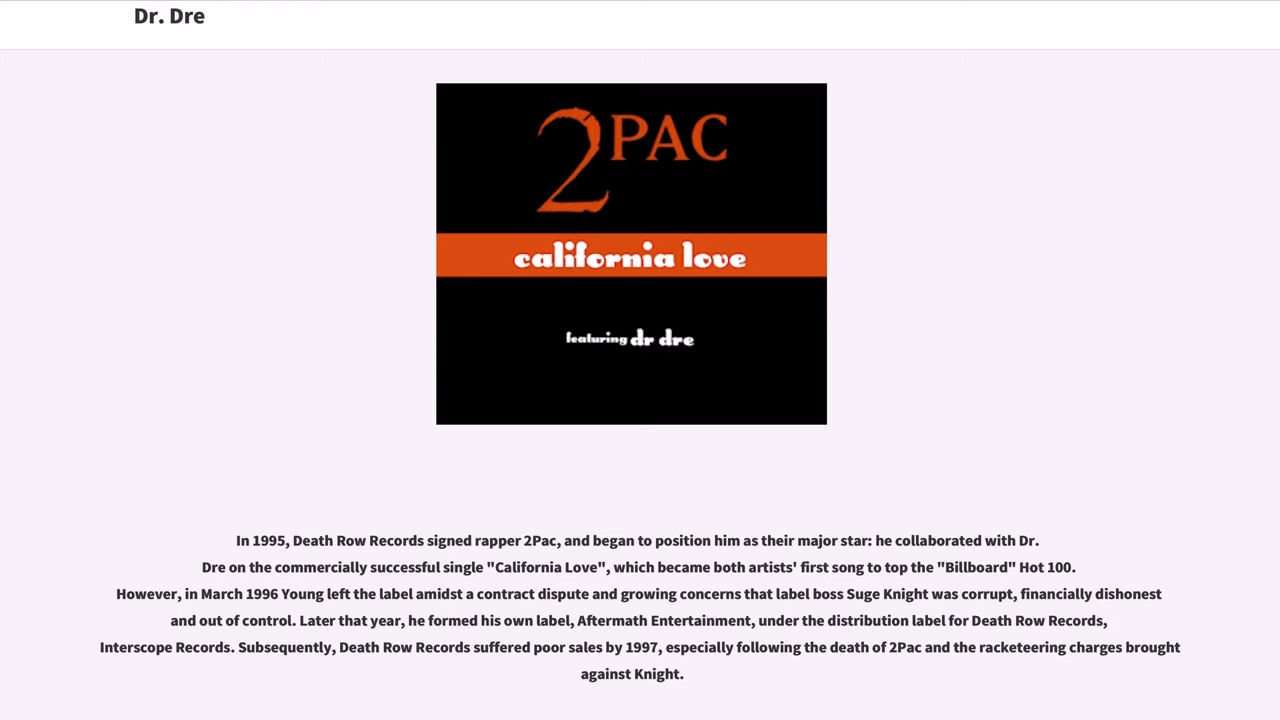 Dr. Dre
2PAC
california love
featuring dr dre
In 1995, Death Row Records signed rapper 2Pac, and began to position him as their major star: he collaborated with Dr.
Dre on the commercially successful single "California Love", which became both artists' first song to top the "Billboard" Hot 100.
However, in March 1996 Young left the label amidst a contract dispute and growing concerns that label boss Suge Knight was corrupt, financially dishonest
and out of control. Later that year, he formed his own label, Aftermath Entertainment, under the distribution label for Death Row Records,
Interscope Records. Subsequently, Death Row Records suffered poor sales by 1997, especially following the death of 2Pac and the racketeering charges brought
against Knight.